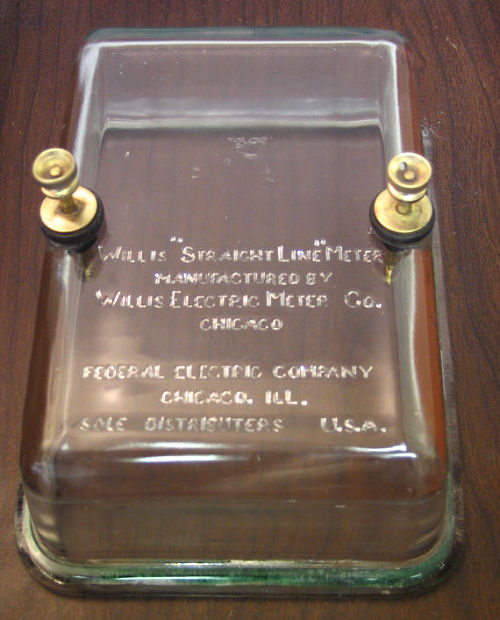 WILLIS "STRAIGHT LINE" METER
MANUFACTURED BY
WILLIS ELECTRIC METER CO.
CHICAGO
FEDERAL ELECTRIC COMPANY
CHICAGO, ILL.
SOLE DISTRIBUTERS U.S.A.